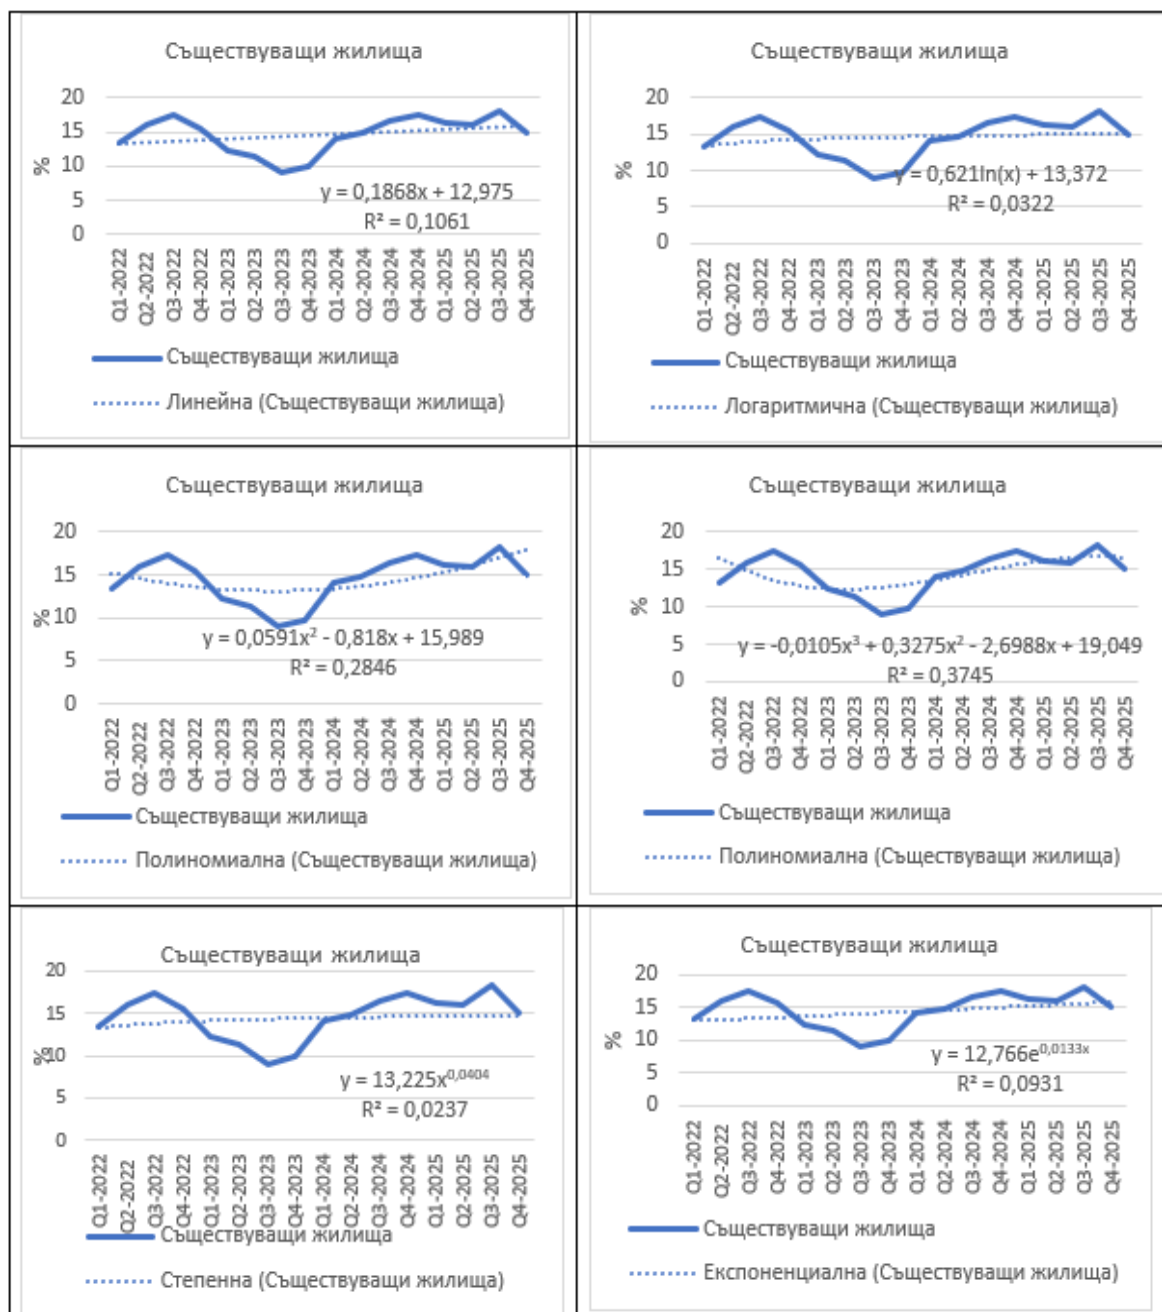 Съществуващи жилища
20
15
10
5
0
%
y = 0,1868x + 12,975
R² = 0,1061
Q1-2022
Q2-2022
Q3-2022
Q4-2022
Q1-2023
Q2-2023
Q3-2023
Q4-2023
Q1-2024
Q2-2024
Q3-2024
Q4-2024
Q1-2025
Q2-2025
Q3-2025
Q4-2025
Съществуващи жилища
Линейна (Съществуващи жилища)
Съществуващи жилища
20
15
10
5
0
%
y = 0,621ln(x) + 13,372
R² = 0,0322
Q1-2022
Q2-2022
Q3-2022
Q4-2022
Q1-2023
Q2-2023
Q3-2023
Q4-2023
Q1-2024
Q2-2024
Q3-2024
Q4-2024
Q1-2025
Q2-2025
Q3-2025
Q4-2025
Съществуващи жилища
Логаритмична (Съществуващи жилища)
Съществуващи жилища
20
15
10
5
0
%
y = 0,0591x² - 0,818x + 15,989
R² = 0,2846
Q1-2022
Q2-2022
Q3-2022
Q4-2022
Q1-2023
Q2-2023
Q3-2023
Q4-2023
Q1-2024
Q2-2024
Q3-2024
Q4-2024
Q1-2025
Q2-2025
Q3-2025
Q4-2025
Съществуващи жилища
Полиномиална (Съществуващи жилища)
Съществуващи жилища
20
15
10
5
0
%
y = -0,0105x³ + 0,3275x² - 2,6988x + 19,049
R² = 0,3745
Q1-2022
Q2-2022
Q3-2022
Q4-2022
Q1-2023
Q2-2023
Q3-2023
Q4-2023
Q1-2024
Q2-2024
Q3-2024
Q4-2024
Q1-2025
Q2-2025
Q3-2025
Q4-2025
Съществуващи жилища
Полиномиална (Съществуващи жилища)
Съществуващи жилища
20
15
10
5
0
%
y = 13,225x^0,0404
R² = 0,0237
Q1-2022
Q2-2022
Q3-2022
Q4-2022
Q1-2023
Q2-2023
Q3-2023
Q4-2023
Q1-2024
Q2-2024
Q3-2024
Q4-2024
Q1-2025
Q2-2025
Q3-2025
Q4-2025
Съществуващи жилища
Степенна (Съществуващи жилища)
Съществуващи жилища
20
15
10
5
0
%
y = 12,766e^0,0133x
R² = 0,0931
Q1-2022
Q2-2022
Q3-2022
Q4-2022
Q1-2023
Q2-2023
Q3-2023
Q4-2023
Q1-2024
Q2-2024
Q3-2024
Q4-2024
Q1-2025
Q2-2025
Q3-2025
Q4-2025
Съществуващи жилища
Експоненциална (Съществуващи жилища)